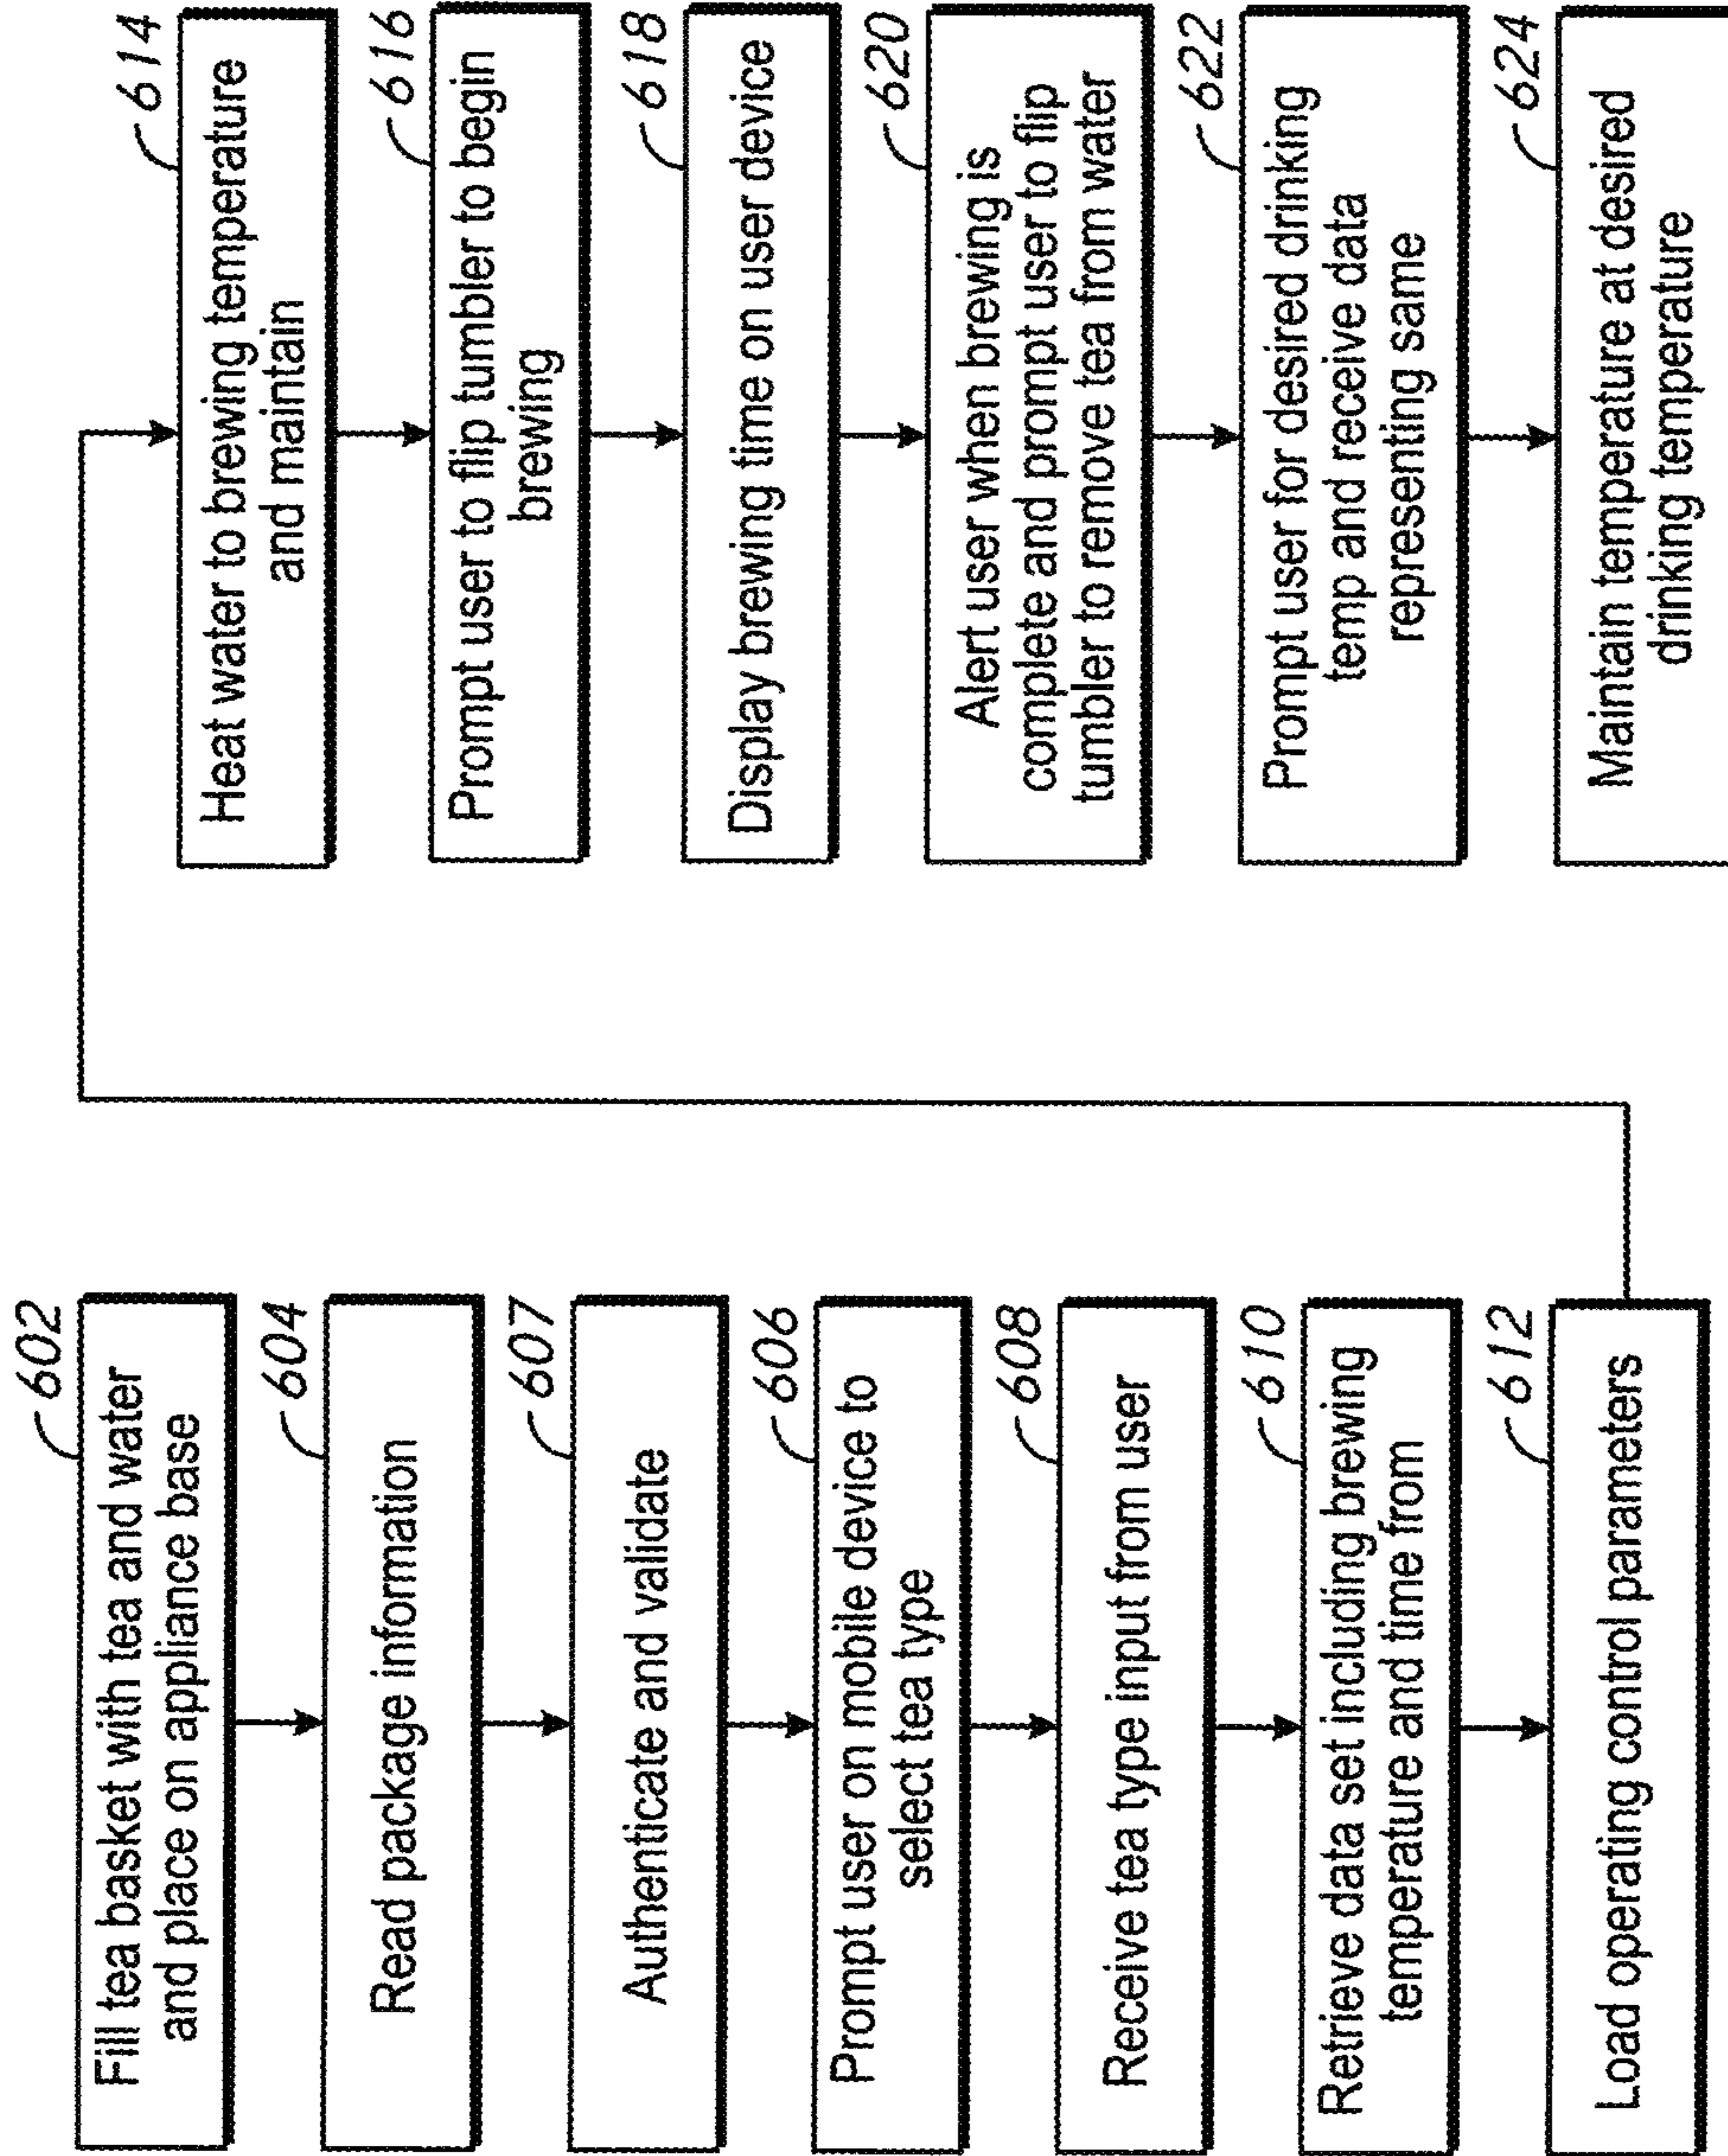 602
Fill tea basket with tea and water
and place on appliance base
604
Read package information
607
Authenticate and validate
606
Prompt user on mobile device to
select tea type
608
Receive tea type input from user
610
Retrieve data set including brewing
temperature and time from
612
Load operating control parameters
614
Heat water to brewing temperature
and maintain
616
Prompt user to flip tumbler to begin
brewing
618
Display brewing time on user device
620
Alert user when brewing is
complete and prompt user to flip
tumbler to remove tea from water
622
Prompt user for desired drinking
temp and receive data
representing same
624
Maintain temperature at desired
drinking temperature